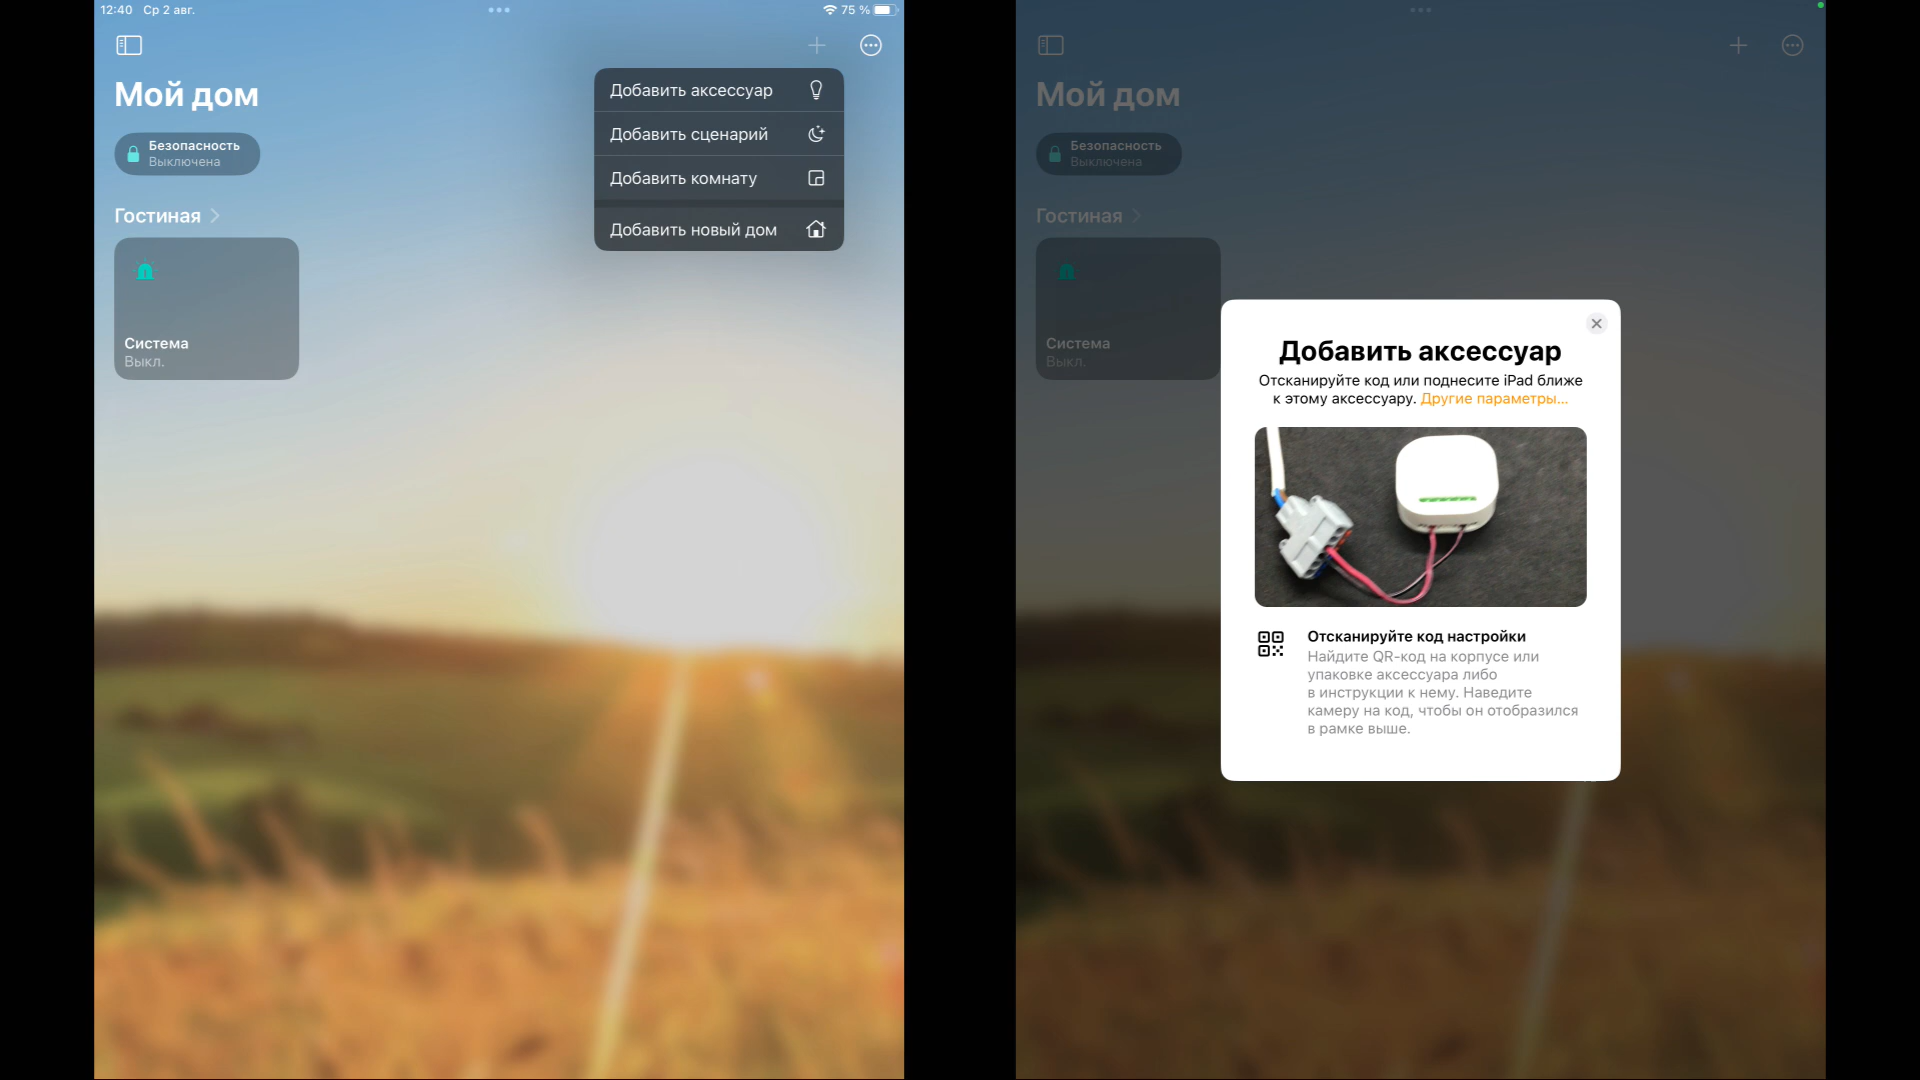 12:40 Ср 2 авг.
75 %
Мой дом
Безопасность
Выключена
Гостиная
Система
Выкл.
Добавить аксессуар
Добавить сценарий
Добавить комнату
Добавить новый дом
Мой дом
Безопасность
Выключена
Гостиная
Система
Выкл.
Добавить аксессуар
Отсканируйте код или поднесите iPad ближе
к этому аксессуару. Другие параметры...
Отсканируйте код настройки
Найдите QR-код на корпусе или
упаковке аксессуара либо
в инструкции к нему. Наведите
камеру на код, чтобы он отобразился
в рамке выше.